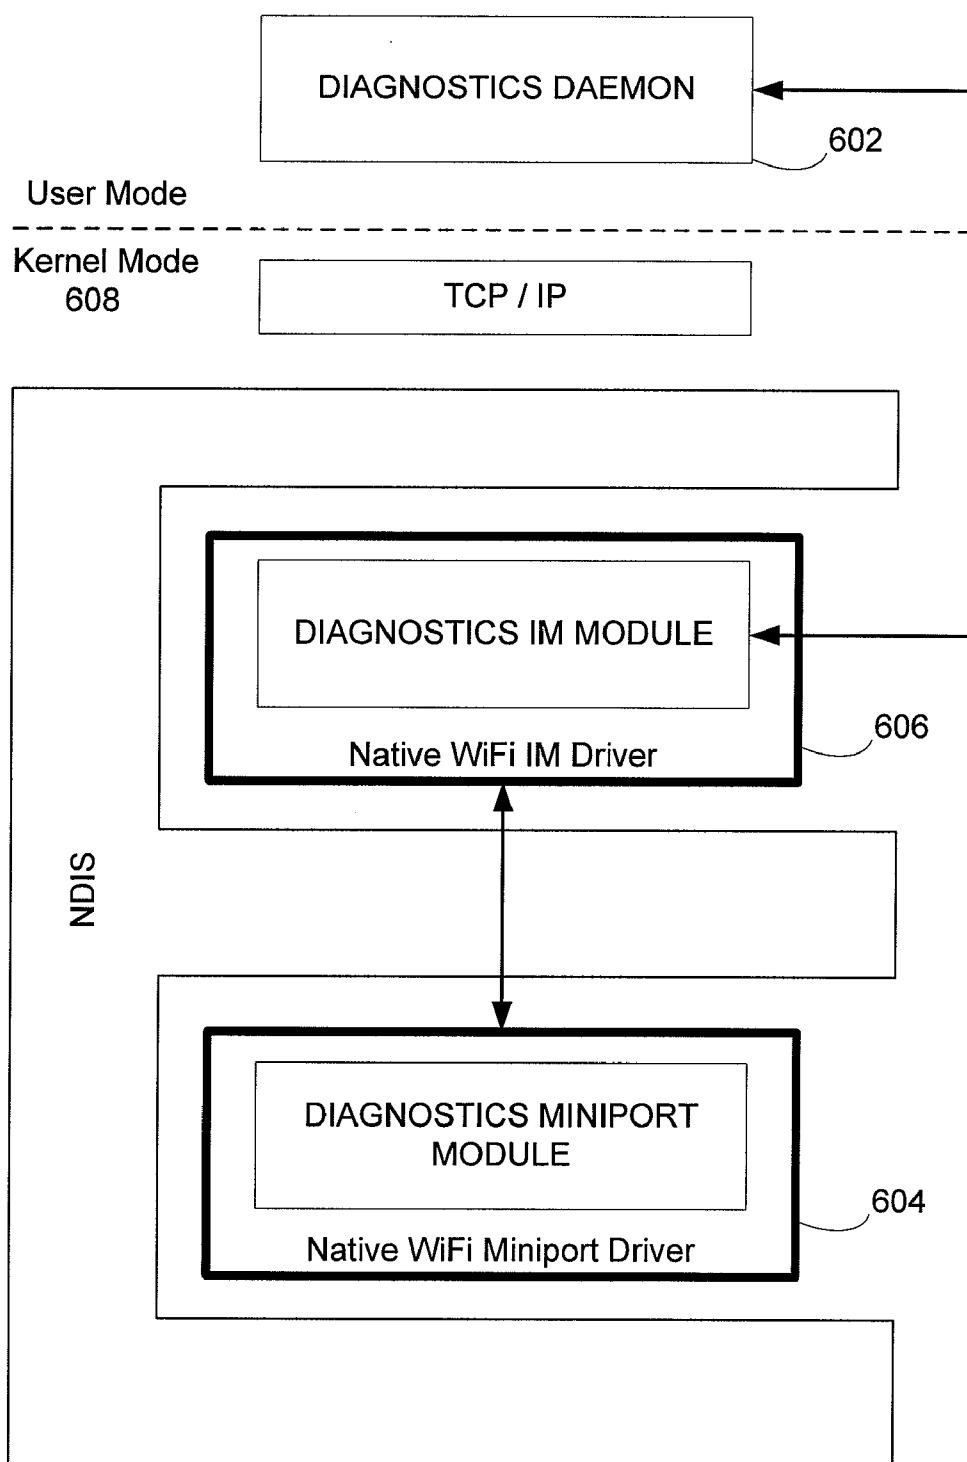 DIAGNOSTICS DAEMON
602
User Mode
Kernel Mode
608
TCP / IP
DIAGNOSTICS IM MODULE
606
Native WiFi IM Driver
NDIS
DIAGNOSTICS MINIPORT
MODULE
604
Native WiFi Miniport Driver